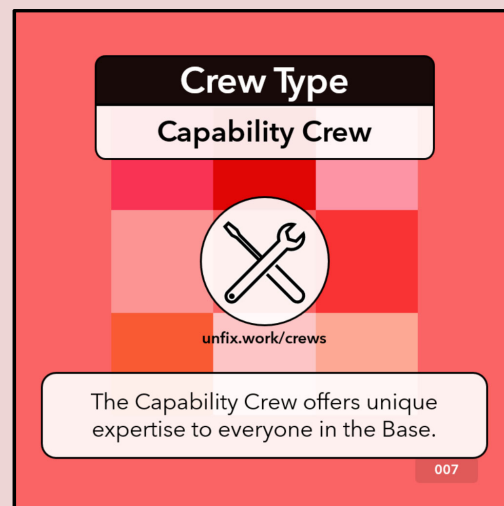 Crew Type
Capability Crew
unfix.work/crews
The Capability Crew offers unique
expertise to everyone in the Base.
007